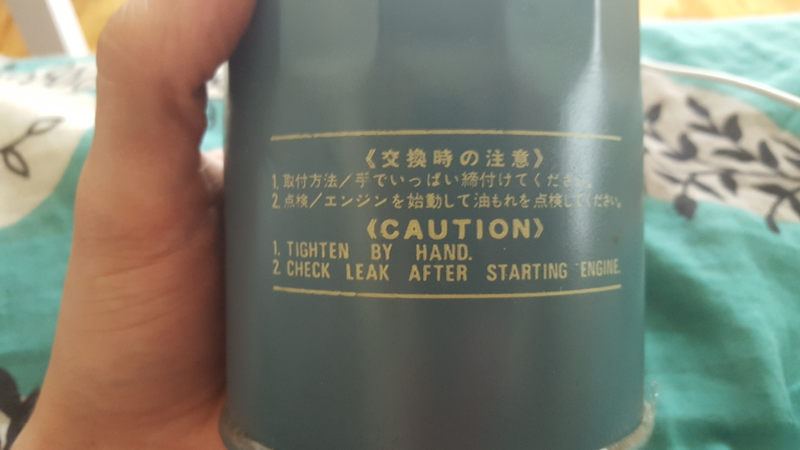 《交換時の注意》
1. 取付方法／手でいっぱい締付けてください。
2. 点検／エンジンを始動して油もれを点検してください。
《CAUTION》
1. TIGHTEN BY HAND.
2. CHECK LEAK AFTER STARTING ENGINE.